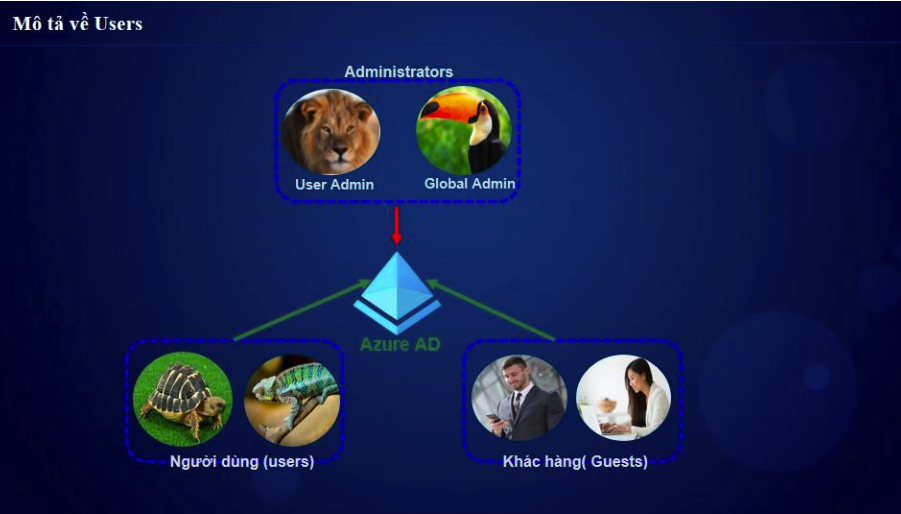 Mô tả về Users
Administrators
User Admin
Global Admin
Azure AD
Người dùng (users)
Khác hàng( Guests)